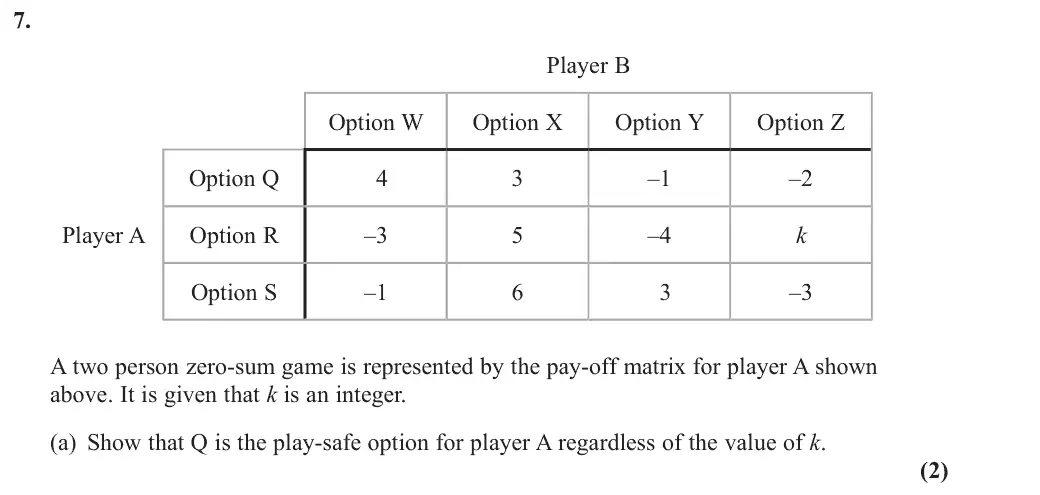 7.
Player B
Option W Option X Option Y Option Z
Option Q 4 3 –1 –2
Player A Option R –3 5 –4 k
Option S –1 6 3 –3
A two person zero-sum game is represented by the pay-off matrix for player A shown
above. It is given that k is an integer.
(a) Show that Q is the play-safe option for player A regardless of the value of k.
(2)